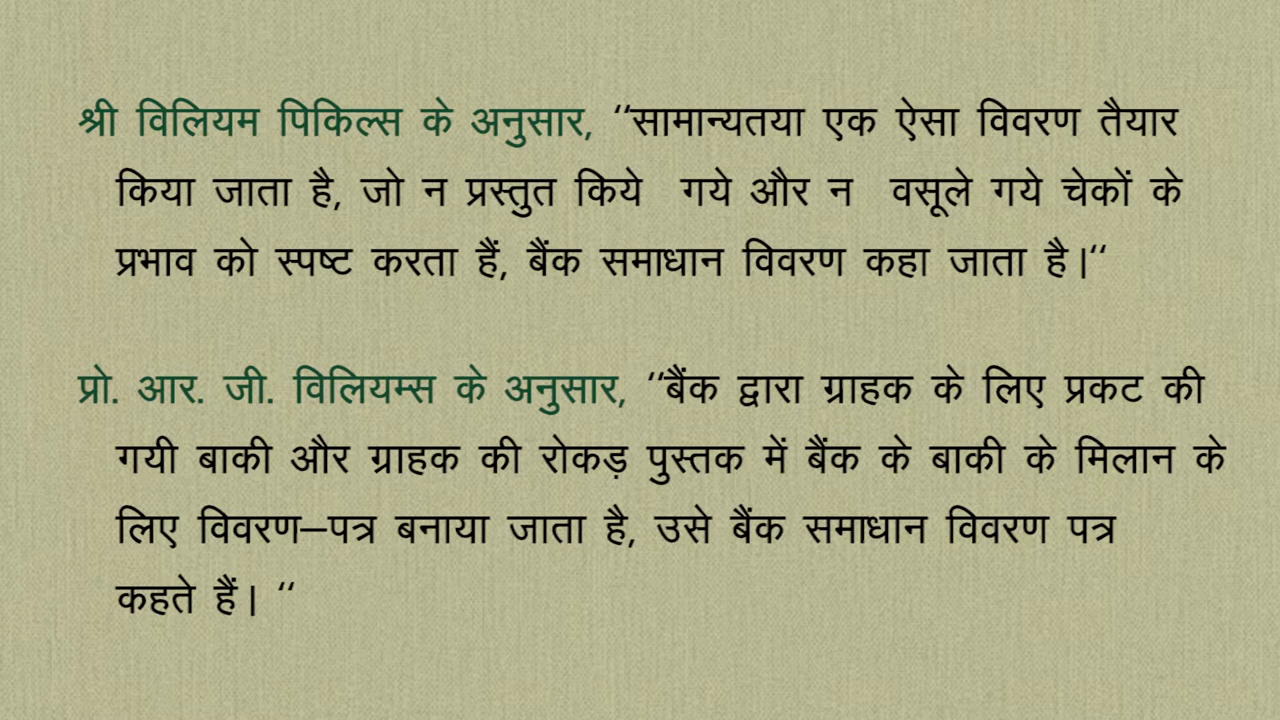 श्री विलियम पिकिल्स के अनुसार, ‘‘सामान्यतया एक ऐसा विवरण तैयार
किया जाता है, जो न प्रस्तुत किये गये और न वसूले गये चेकों के
प्रभाव को स्पष्ट करता हैं, बैंक समाधान विवरण कहा जाता है।‘‘
प्रो. आर. जी. विलियम्स के अनुसार, ‘‘बैंक द्वारा ग्राहक के लिए प्रकट की
गयी बाकी और ग्राहक की रोकड़ पुस्तक में बैंक के बाकी के मिलान के
लिए विवरण–पत्र बनाया जाता है, उसे बैंक समाधान विवरण पत्र
कहते हैं। ‘‘